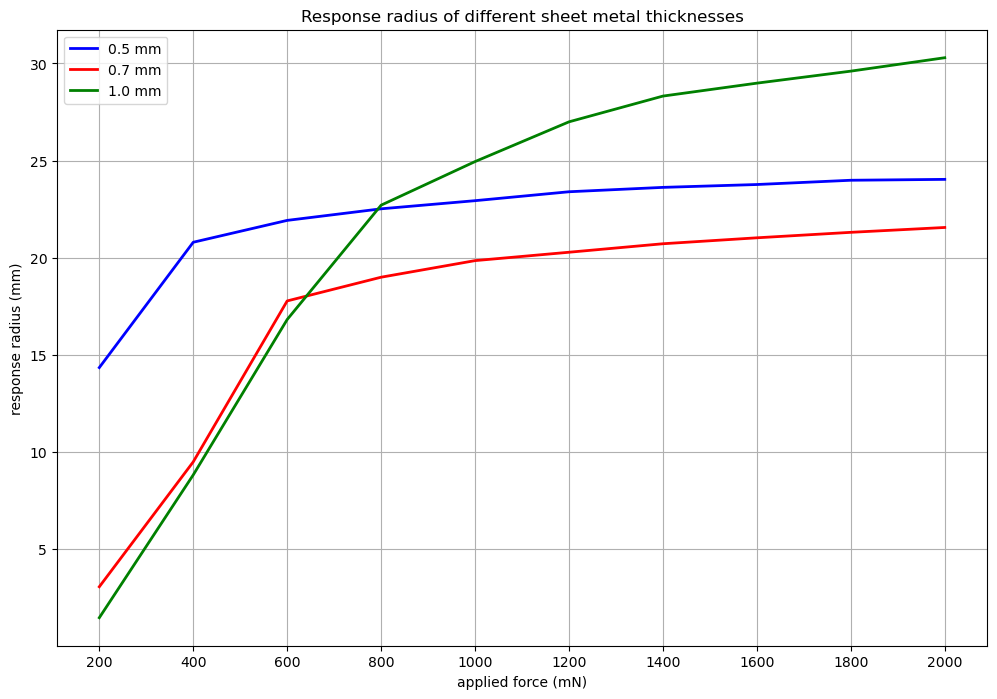 Response radius of different sheet metal thicknesses
0.5 mm
0.7 mm
1.0 mm
30
25
20
15
10
5
response radius (mm)
200 400 600 800 1000 1200 1400 1600 1800 2000
applied force (mN)